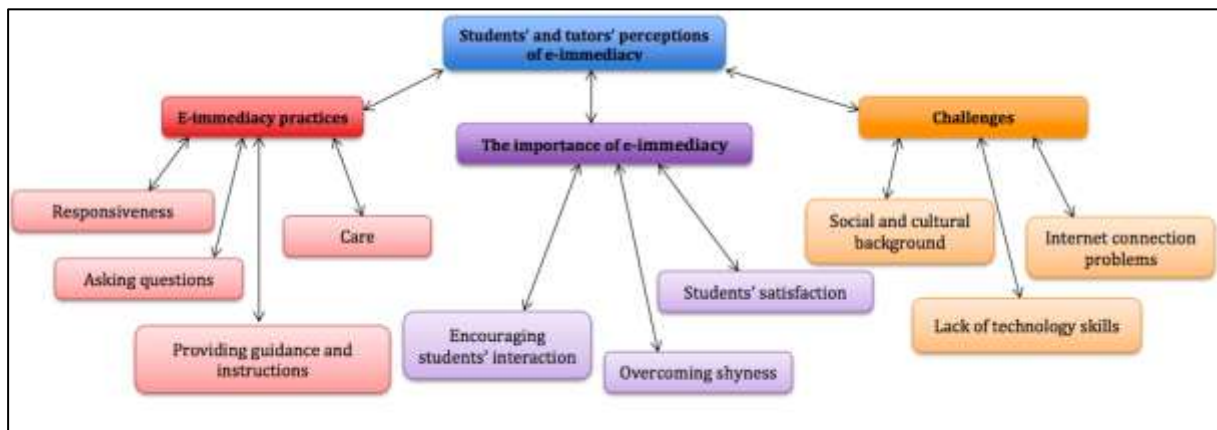 Students' and tutors' perceptions
of e-immediacy
E-immediacy practices
The importance of e-immediacy
Challenges
Responsiveness
Care
Asking questions
Providing guidance and
instructions
Students' satisfaction
Encouraging
students' interaction
Overcoming shyness
Social and cultural
background
Internet connection
problems
Lack of technology skills